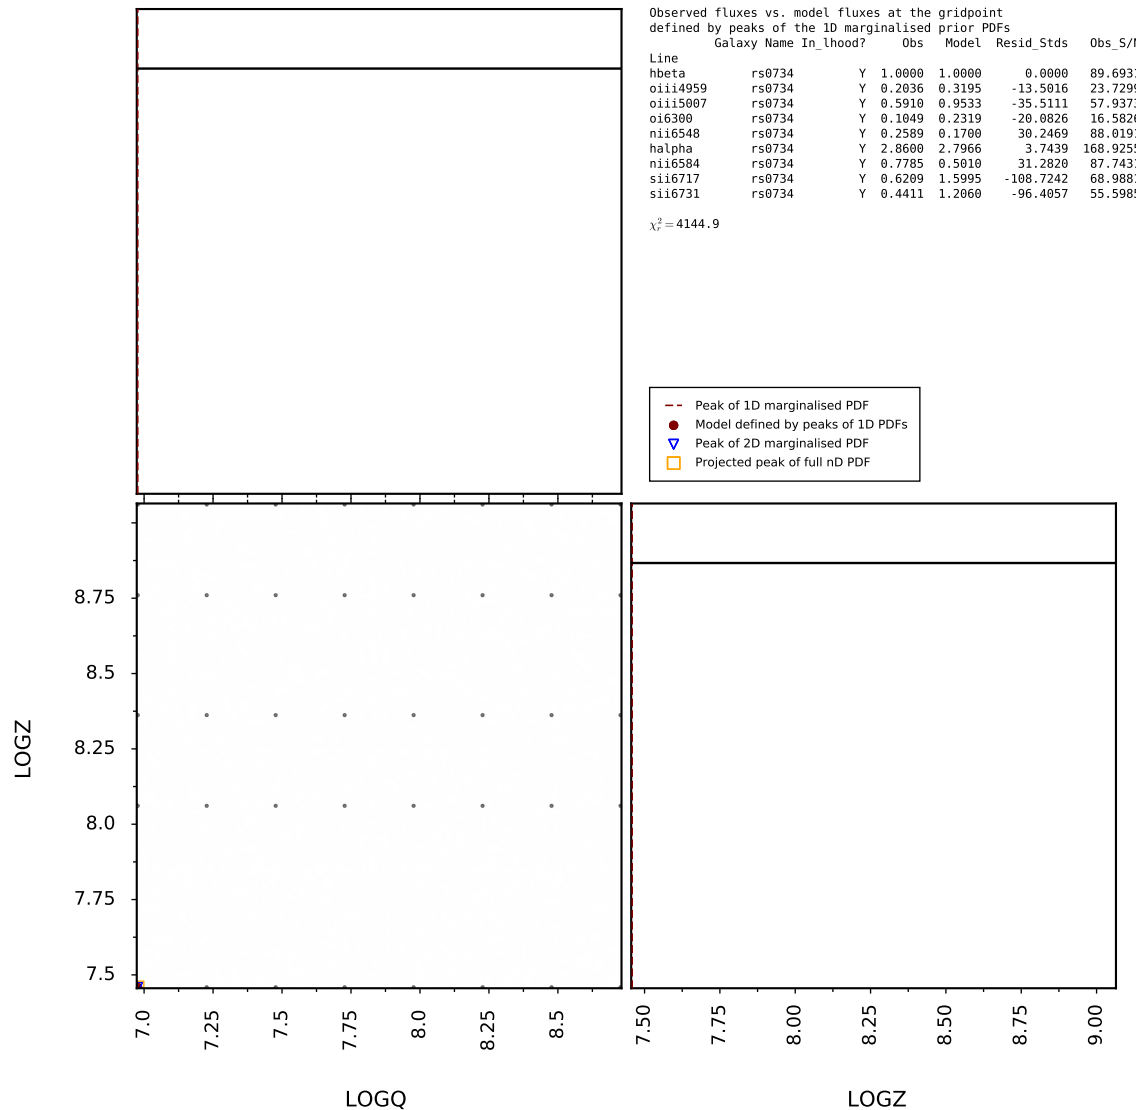 Observed fluxes vs. model fluxes at the gridpoint
defined by peaks of the 1D marginalised prior PDFs
Galaxy Name In_lhood? Obs Model Resid_Stds Obs_S/N
Line
hbeta rs0734 Y 1.0000 1.0000 0.0000 89.6931
oiii4959 rs0734 Y 0.2036 0.3195 -13.5016 23.7299
oiii5007 rs0734 Y 0.5910 0.9533 -35.5111 57.9373
oi6300 rs0734 Y 0.1049 0.2319 -20.0826 16.5826
nii6548 rs0734 Y 0.2589 0.1700 30.2469 88.0191
halpha rs0734 Y 2.8600 2.7966 3.7439 168.9255
nii6584 rs0734 Y 0.7785 0.5010 31.2820 87.7431
sii6717 rs0734 Y 0.6209 1.5995 -108.7242 68.9881
sii6731 rs0734 Y 0.4411 1.2060 -96.4057 55.5985
χ²ᵣ = 4144.9
Peak of 1D marginalised PDF
Model defined by peaks of 1D PDFs
Peak of 2D marginalised PDF
Projected peak of full nD PDF
LOGZ
8.75
8.5
8.25
8.0
7.75
7.5
7.0 7.25 7.5 7.75 8.0 8.25 8.5
LOGQ
7.50 7.75 8.00 8.25 8.50 8.75 9.00
LOGZ